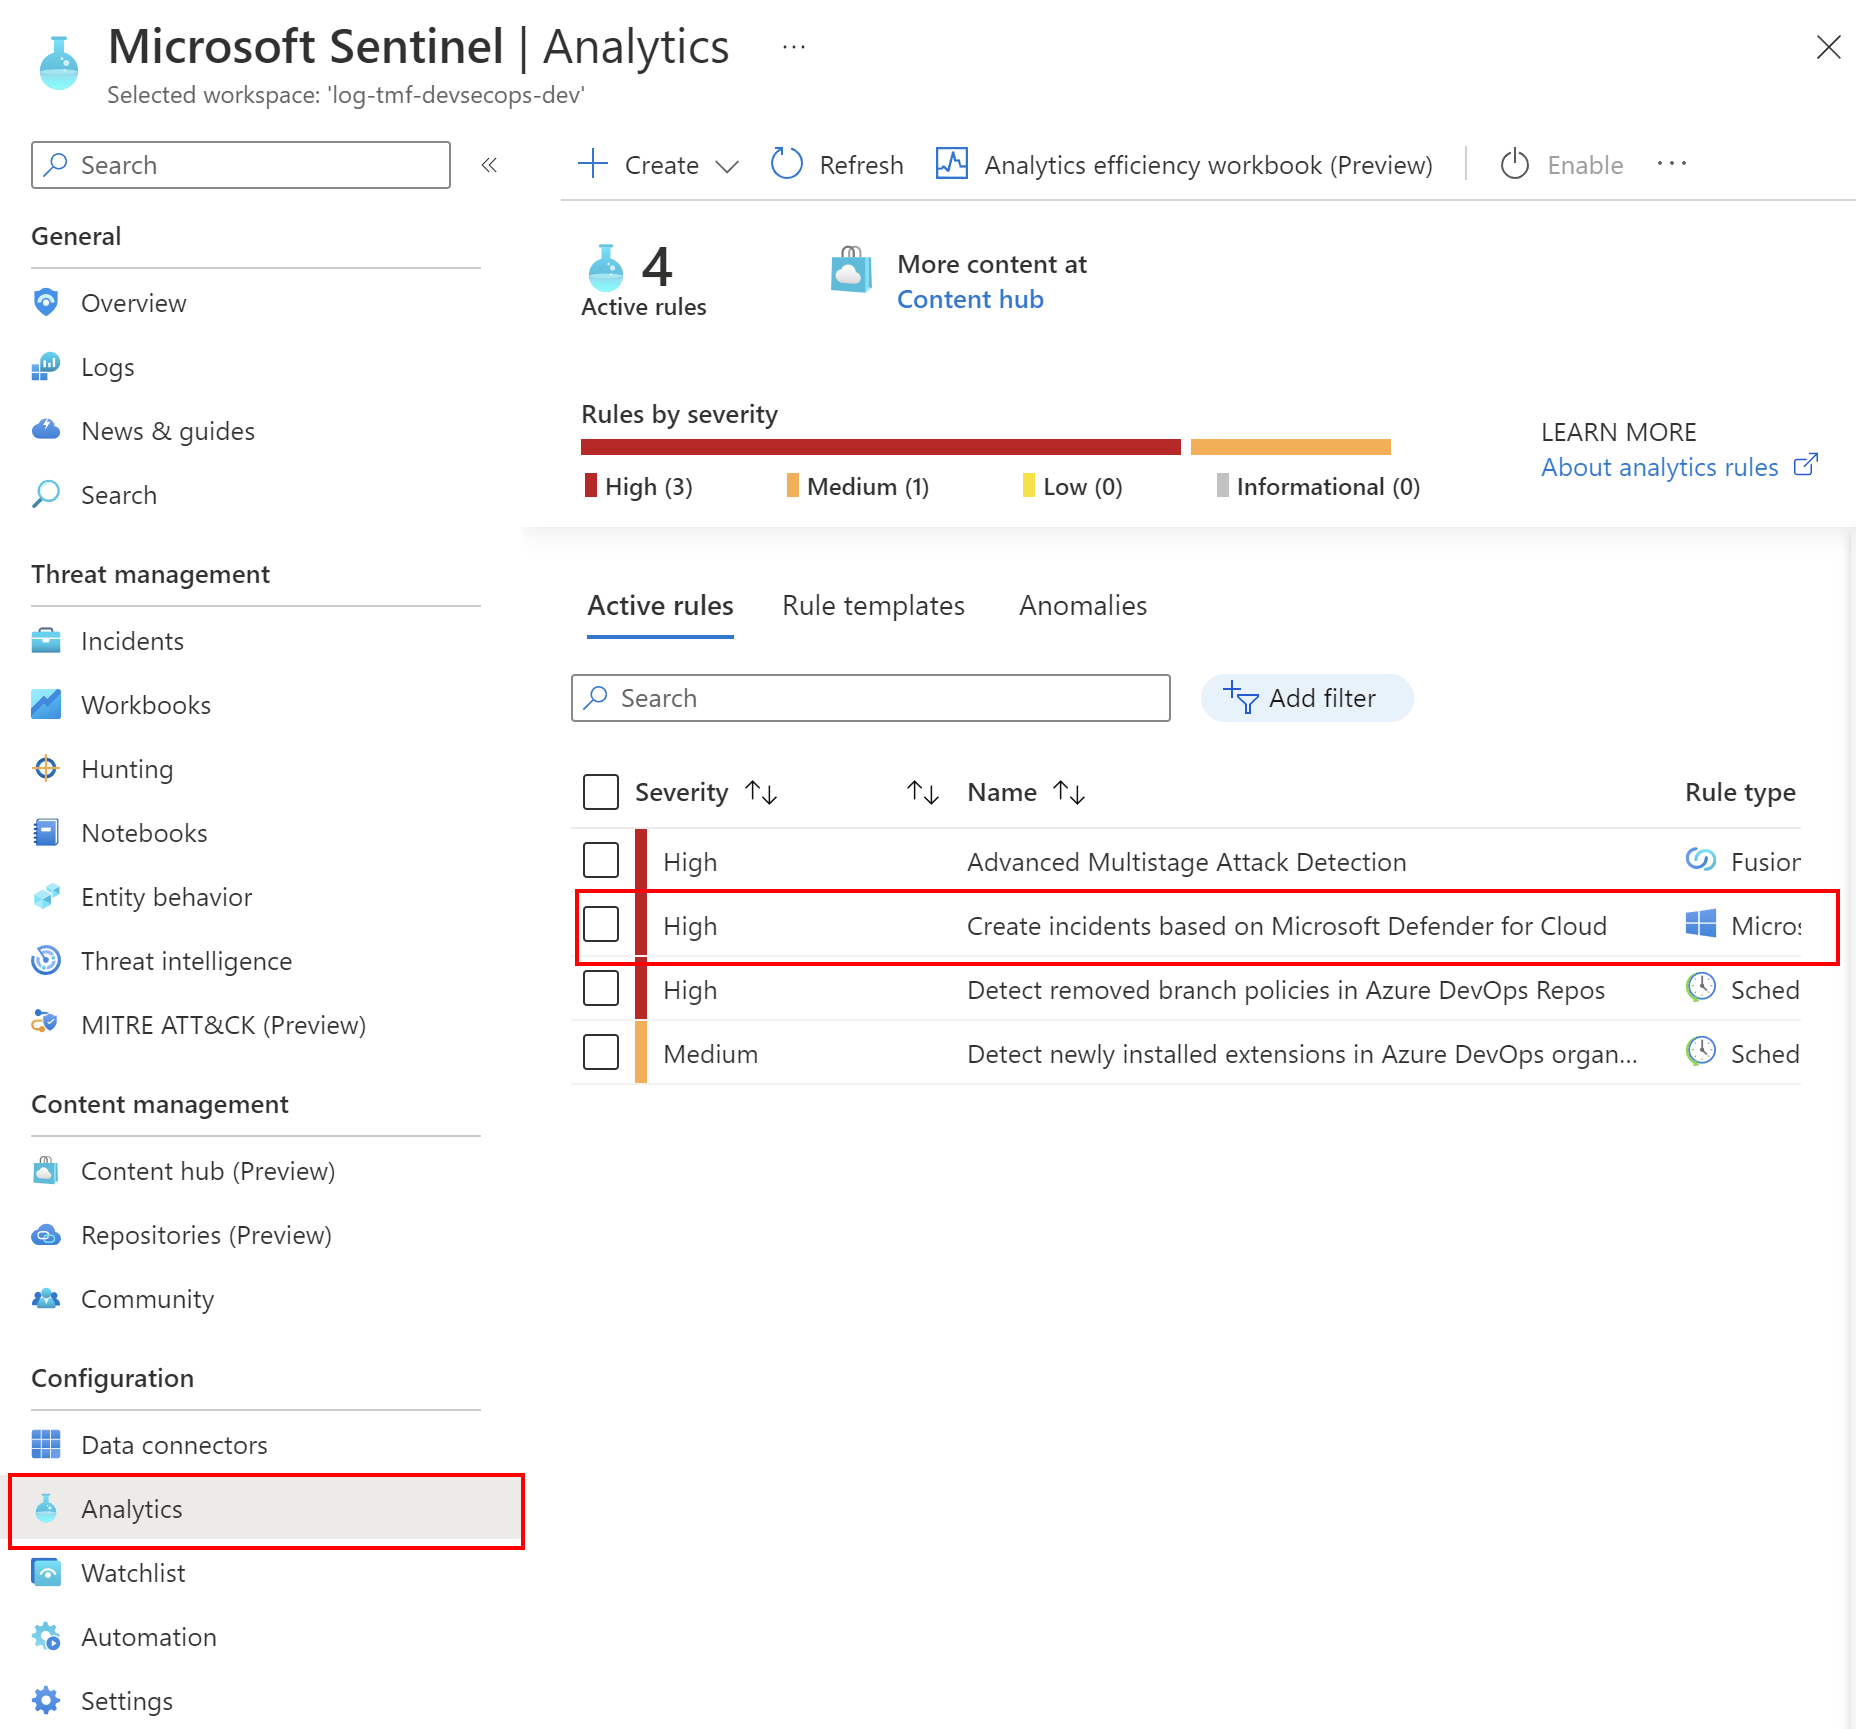 Microsoft Sentinel | Analytics ...
Selected workspace: 'log-tmf-devsecops-dev'
Search
General
Overview
Logs
News & guides
Search
Threat management
Incidents
Workbooks
Hunting
Notebooks
Entity behavior
Threat intelligence
MITRE ATT&CK (Preview)
Content management
Content hub (Preview)
Repositories (Preview)
Community
Configuration
Data connectors
Analytics
Watchlist
Automation
Settings
Create Refresh Analytics efficiency workbook (Preview) Enable ...
4
Active rules
More content at
Content hub
Rules by severity
High (3) Medium (1) Low (0) Informational (0)
LEARN MORE
About analytics rules
Active rules Rule templates Anomalies
Search Add filter
Severity Name Rule type
High Advanced Multistage Attack Detection Fusion
High Create incidents based on Microsoft Defender for Cloud Micros
High Detect removed branch policies in Azure DevOps Repos Sched
Medium Detect newly installed extensions in Azure DevOps organ... Sched